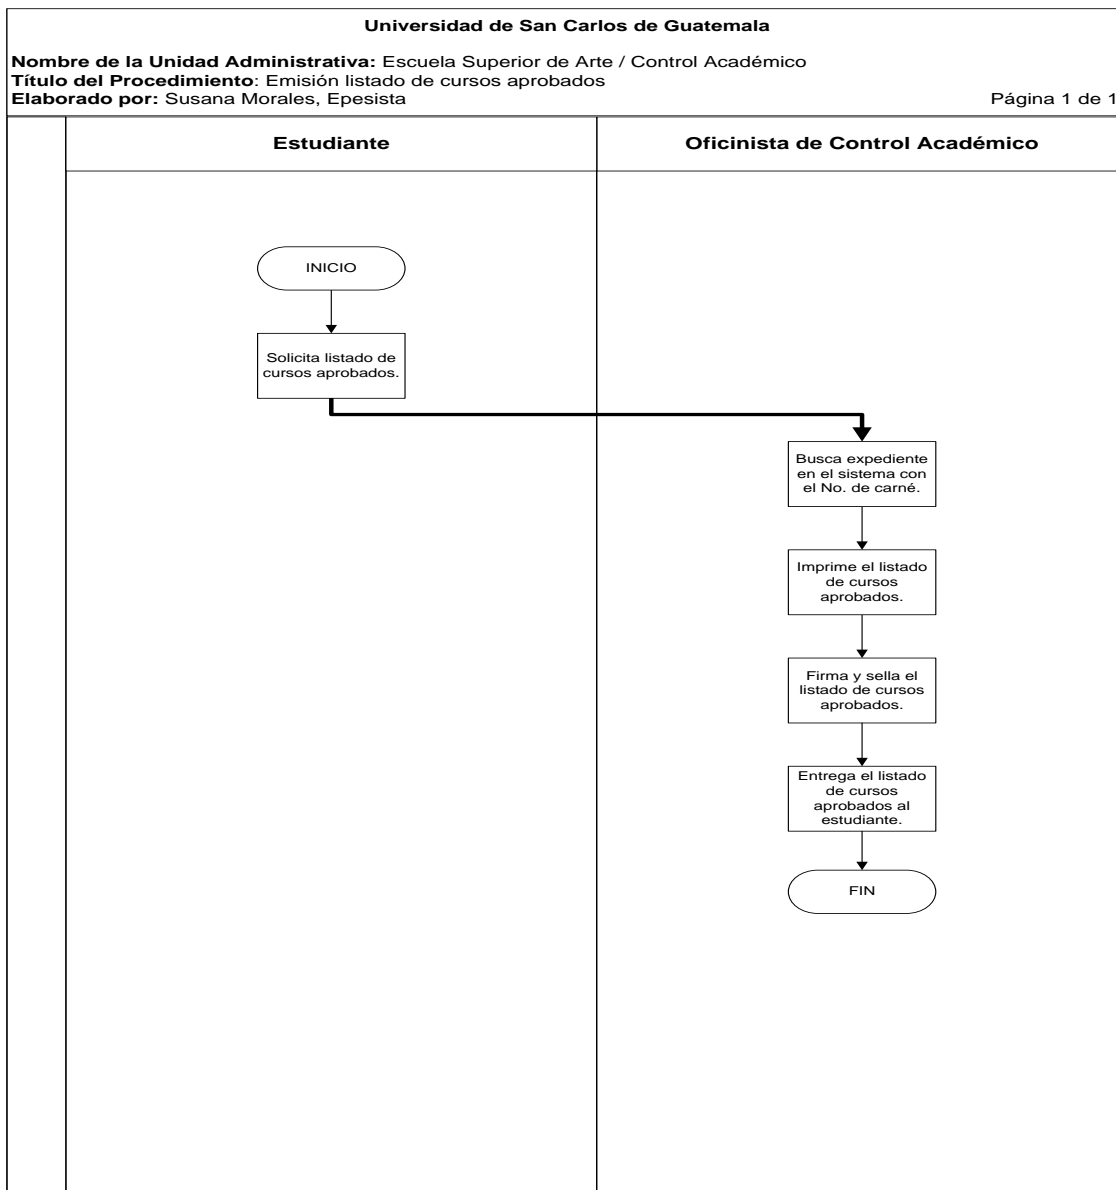 Universidad de San Carlos de Guatemala
Nombre de la Unidad Administrativa: Escuela Superior de Arte / Control Académico
Título del Procedimiento: Emisión listado de cursos aprobados
Elaborado por: Susana Morales, Epesista Página 1 de 1
Estudiante
Oficinista de Control Académico
INICIO
Solicita listado de
cursos aprobados.
Busca expediente
en el sistema con
el No. de carné.
Imprime el listado
de cursos
aprobados.
Firma y sella el
listado de cursos
aprobados.
Entrega el listado
de cursos
aprobados al
estudiante.
FIN